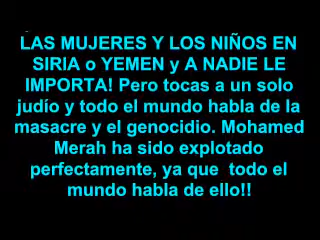 LAS MUJERES Y LOS NIÑOS EN
SIRIA o YEMEN y A NADIE LE
IMPORTA! Pero tocas a un solo
judío y todo el mundo habla de la
masacre y el genocidio. Mohamed
Merah ha sido explotado
perfectamente, ya que  todo el
mundo habla de ello!!